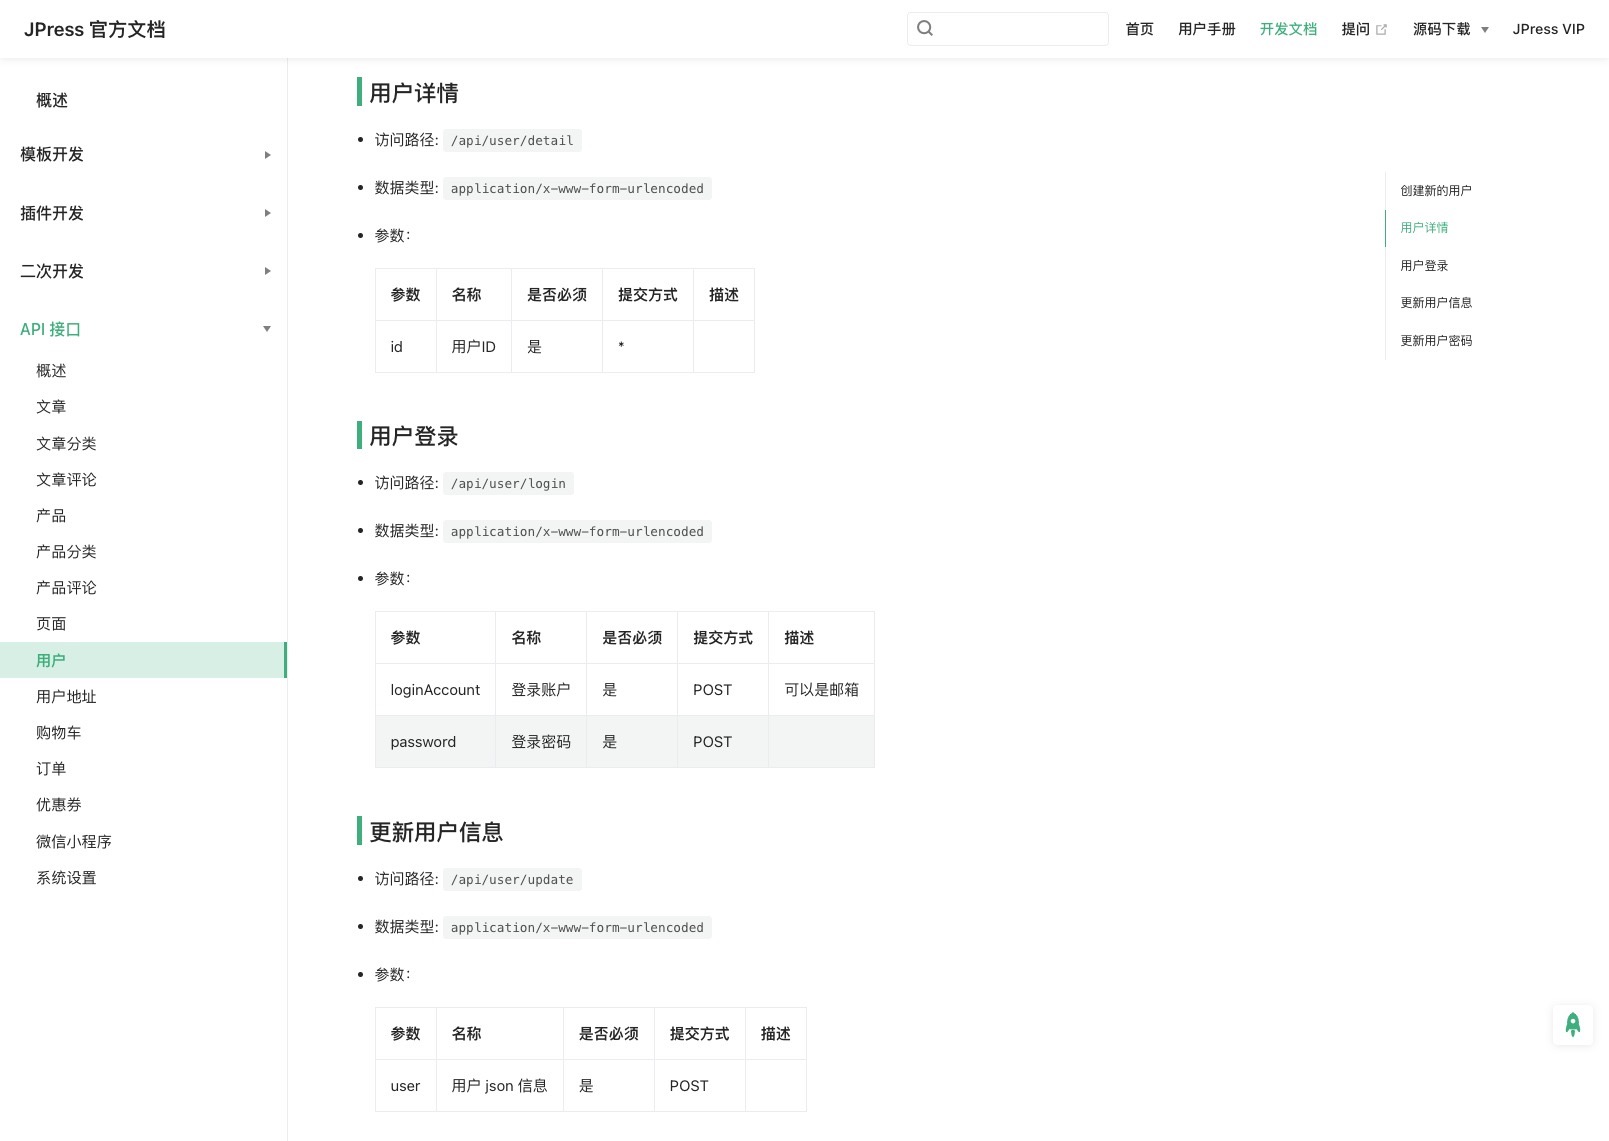 JPress 官方文档
首页 用户手册 开发文档 提问 源码下载 JPress VIP
概述
模板开发
插件开发
二次开发
API 接口
概述
文章
文章分类
文章评论
产品
产品分类
产品评论
页面
用户
用户地址
购物车
订单
优惠券
微信小程序
系统设置
用户详情
访问路径: /api/user/detail
数据类型: application/x-www-form-urlencoded
参数:
参数 名称 是否必须 提交方式 描述
id 用户ID 是 *
用户登录
访问路径: /api/user/login
数据类型: application/x-www-form-urlencoded
参数:
参数 名称 是否必须 提交方式 描述
loginAccount 登录账户 是 POST 可以是邮箱
password 登录密码 是 POST
更新用户信息
访问路径: /api/user/update
数据类型: application/x-www-form-urlencoded
参数:
参数 名称 是否必须 提交方式 描述
user 用户 json 信息 是 POST
创建新的用户
用户详情
用户登录
更新用户信息
更新用户密码